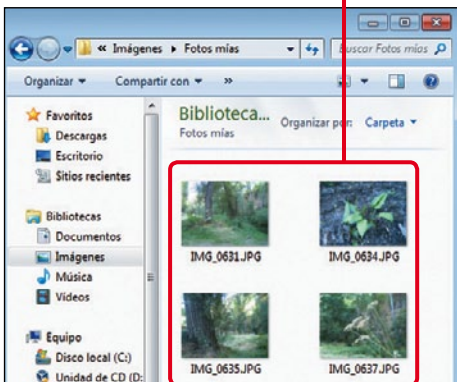 « Imágenes ▸ Fotos mías
Buscar Fotos mías
Organizar ▾ Compartir con ▾ »
Favoritos
Descargas
Escritorio
Sitios recientes
Bibliotecas
Documentos
Imágenes
Música
Vídeos
Equipo
Disco local (C:)
Unidad de CD (D:
Biblioteca...
Fotos mías
Organizar por: Carpeta ▾
IMG_0631.JPG
IMG_0634.JPG
IMG_0635.JPG
IMG_0637.JPG